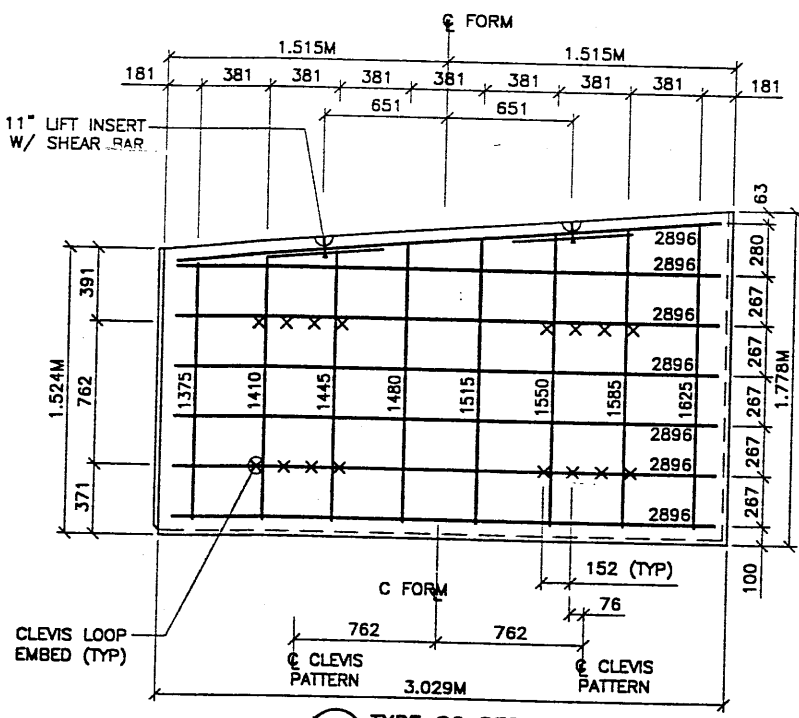 ℄ FORM
1.515M 1.515M
181 381 381 381 381 381 381 381 181
651 651
11" LIFT INSERT
W/ SHEAR BAR
63
280
267
267
267
267
267
100
1.778M
391
762
371
1.524M
2896
2896
2896
2896
2896
2896
2896
1375 1410 1445 1480 1515 1550 1585 1625
152 (TYP)
76
C FORM
CLEVIS LOOP
EMBED (TYP)
762 762
℄ CLEVIS
PATTERN
℄ CLEVIS
PATTERN
3.029M